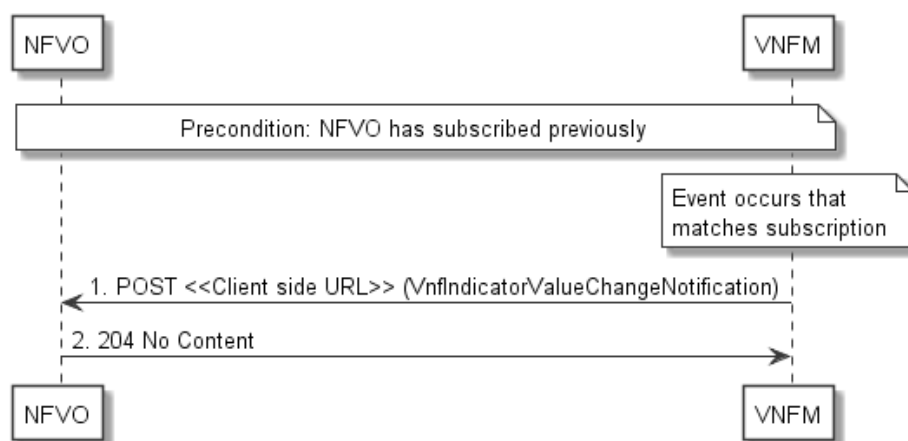 NFVO VNFM
Precondition: NFVO has subscribed previously
Event occurs that
matches subscription
1. POST <<Client side URL>> (VnfIndicatorValueChangeNotification)
2. 204 No Content
NFVO VNFM